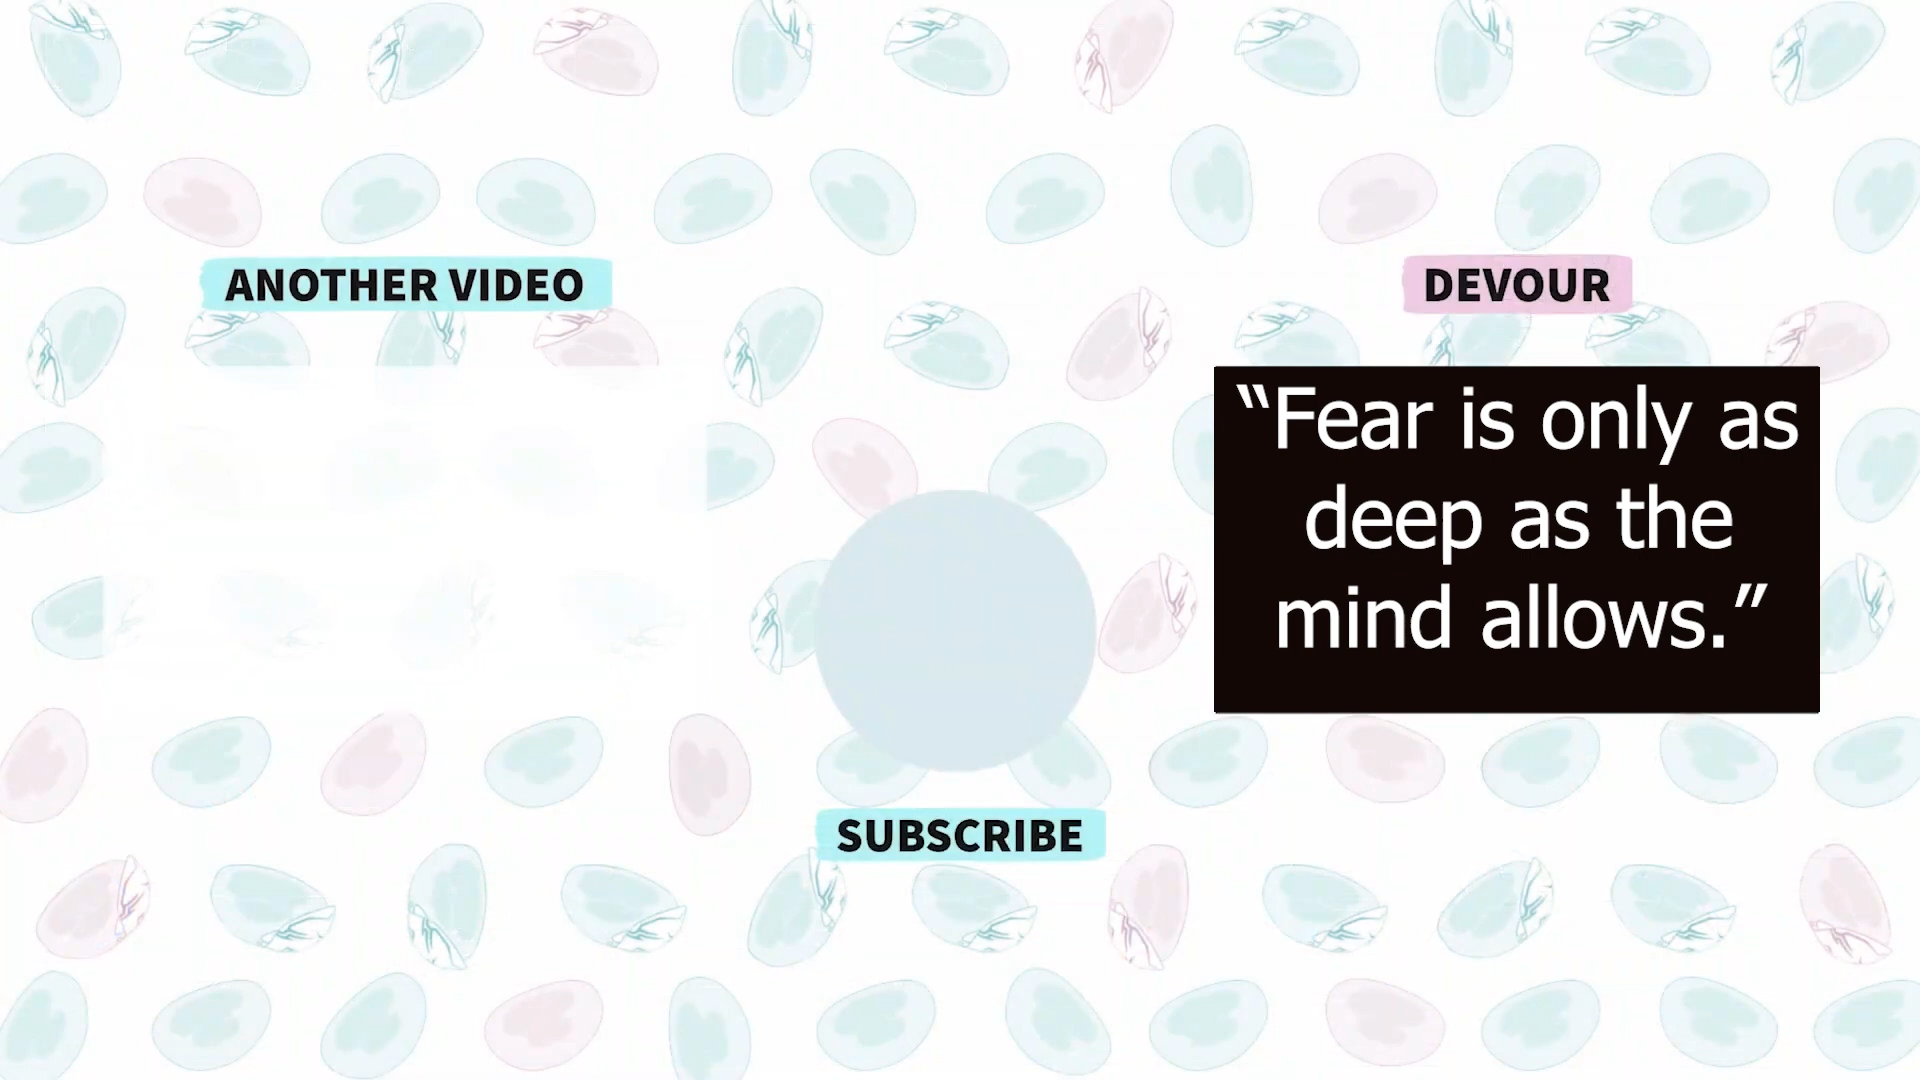 ANOTHER VIDEO
DEVOUR
“Fear is only as
deep as the
mind allows.”
SUBSCRIBE